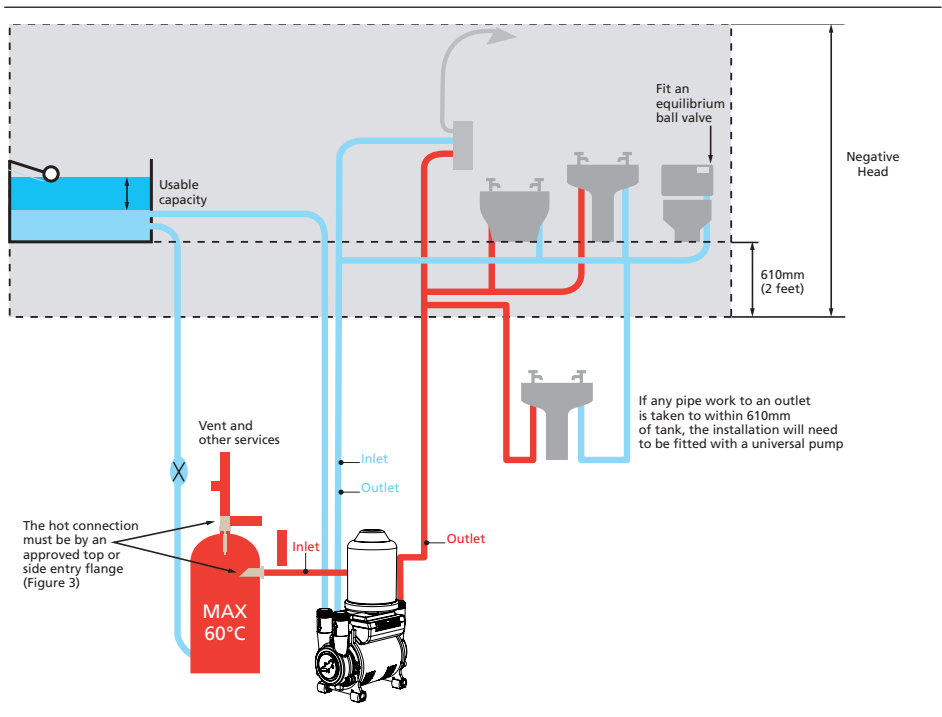 Fit an
equilibrium
ball valve
Negative
Head
Usable
capacity
610mm
(2 feet)
If any pipe work to an outlet
is taken to within 610mm
of tank, the installation will need
to be fitted with a universal pump
Vent and
other services
Inlet
Outlet
The hot connection
must be by an
approved top or
side entry flange
(Figure 3)
Inlet
Outlet
MAX
60°C